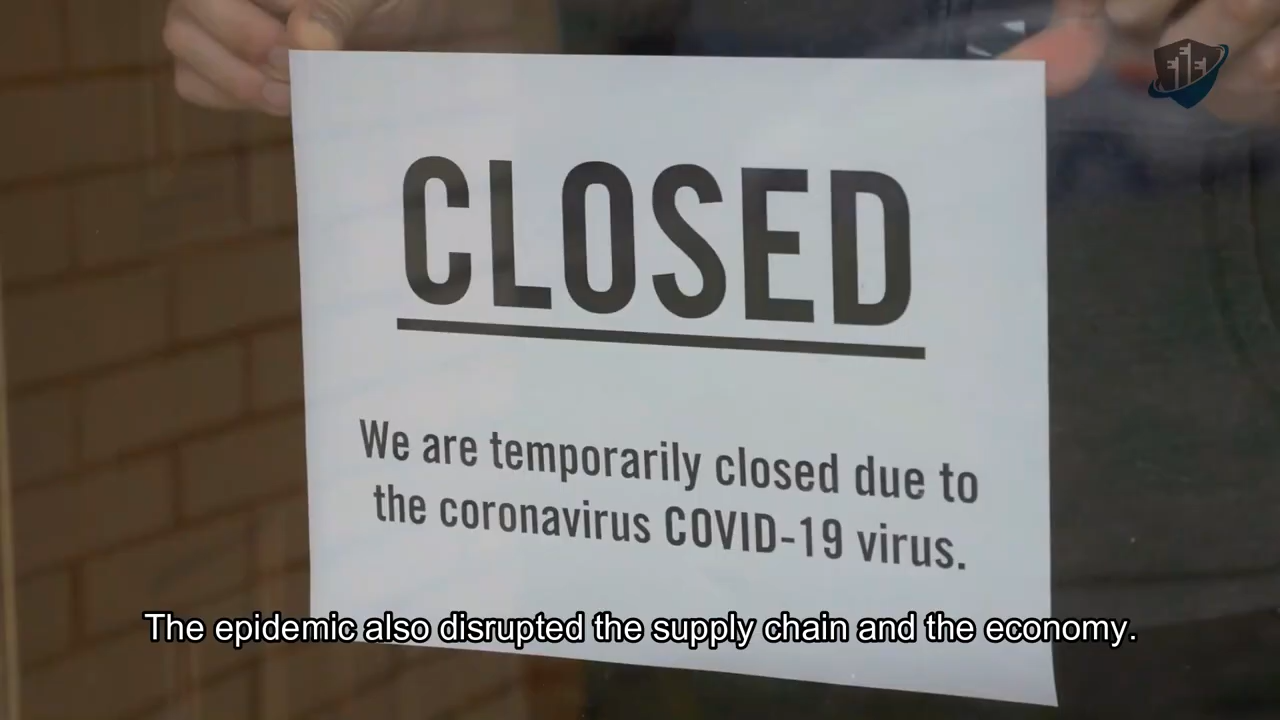 CLOSED
We are temporarily closed due to
the coronavirus COVID-19 virus.
The epidemic also disrupted the supply chain and the economy.